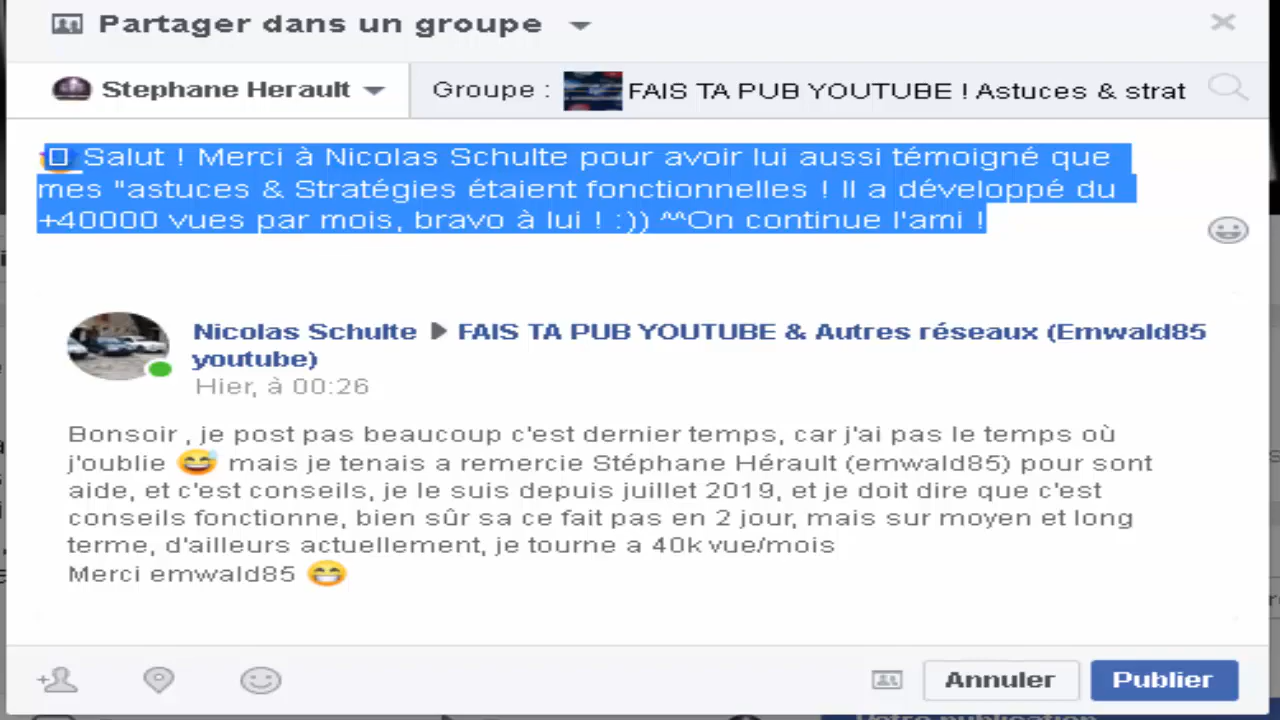 Partager dans un groupe
Stephane Herault
Groupe : FAIS TA PUB YOUTUBE ! Astuces & strat
Salut ! Merci à Nicolas Schulte pour avoir lui aussi témoigné que
mes "astuces & Stratégies étaient fonctionnelles ! Il a développé du
+40000 vues par mois, bravo à lui ! :)) ^^On continue l'ami !
Nicolas Schulte FAIS TA PUB YOUTUBE & Autres réseaux (Emwald85
youtube)
Hier, à 00:26
Bonsoir , je post pas beaucoup c'est dernier temps, car j'ai pas le temps où
j'oublie 😅 mais je tenais a remercie Stéphane Hérault (emwald85) pour sont
aide, et c'est conseils, je le suis depuis juillet 2019, et je doit dire que c'est
conseils fonctionne, bien sûr sa ce fait pas en 2 jour, mais sur moyen et long
terme, d'ailleurs actuellement, je tourne a 40k vue/mois
Merci emwald85 😁
Annuler
Publier